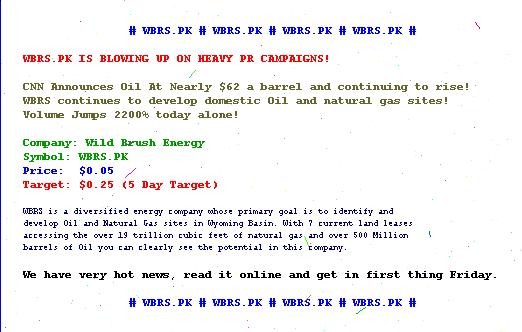 # WBRS.PK # WBRS.PK # WBRS.PK # WBRS.PK #
WBRS.PK IS BLOWING UP ON HEAVY PR CAMPAIGNS!
CNN Announces Oil At Nearly $62 a barrel and continuing to rise!
WBRS continues to develop domestic Oil and natural gas sites!
Volume Jumps 2200% today alone!
Company: Wild Brush Energy
Symbol: WBRS.PK
Price: $0.05
Target: $0.25 (5 Day Target)
WBRS is a diversified energy company whose primary goal is to identify and
develop Oil and Natural Gas sites in Wyoming Basin. With 7 current land leases
accessing the over 19 trillion cubic feet of natural gas and over 500 Million
barrels of Oil you can clearly see the potential in this company.
We have very hot news, read it online and get in first thing Friday.
# WBRS.PK # WBRS.PK # WBRS.PK # WBRS.PK #